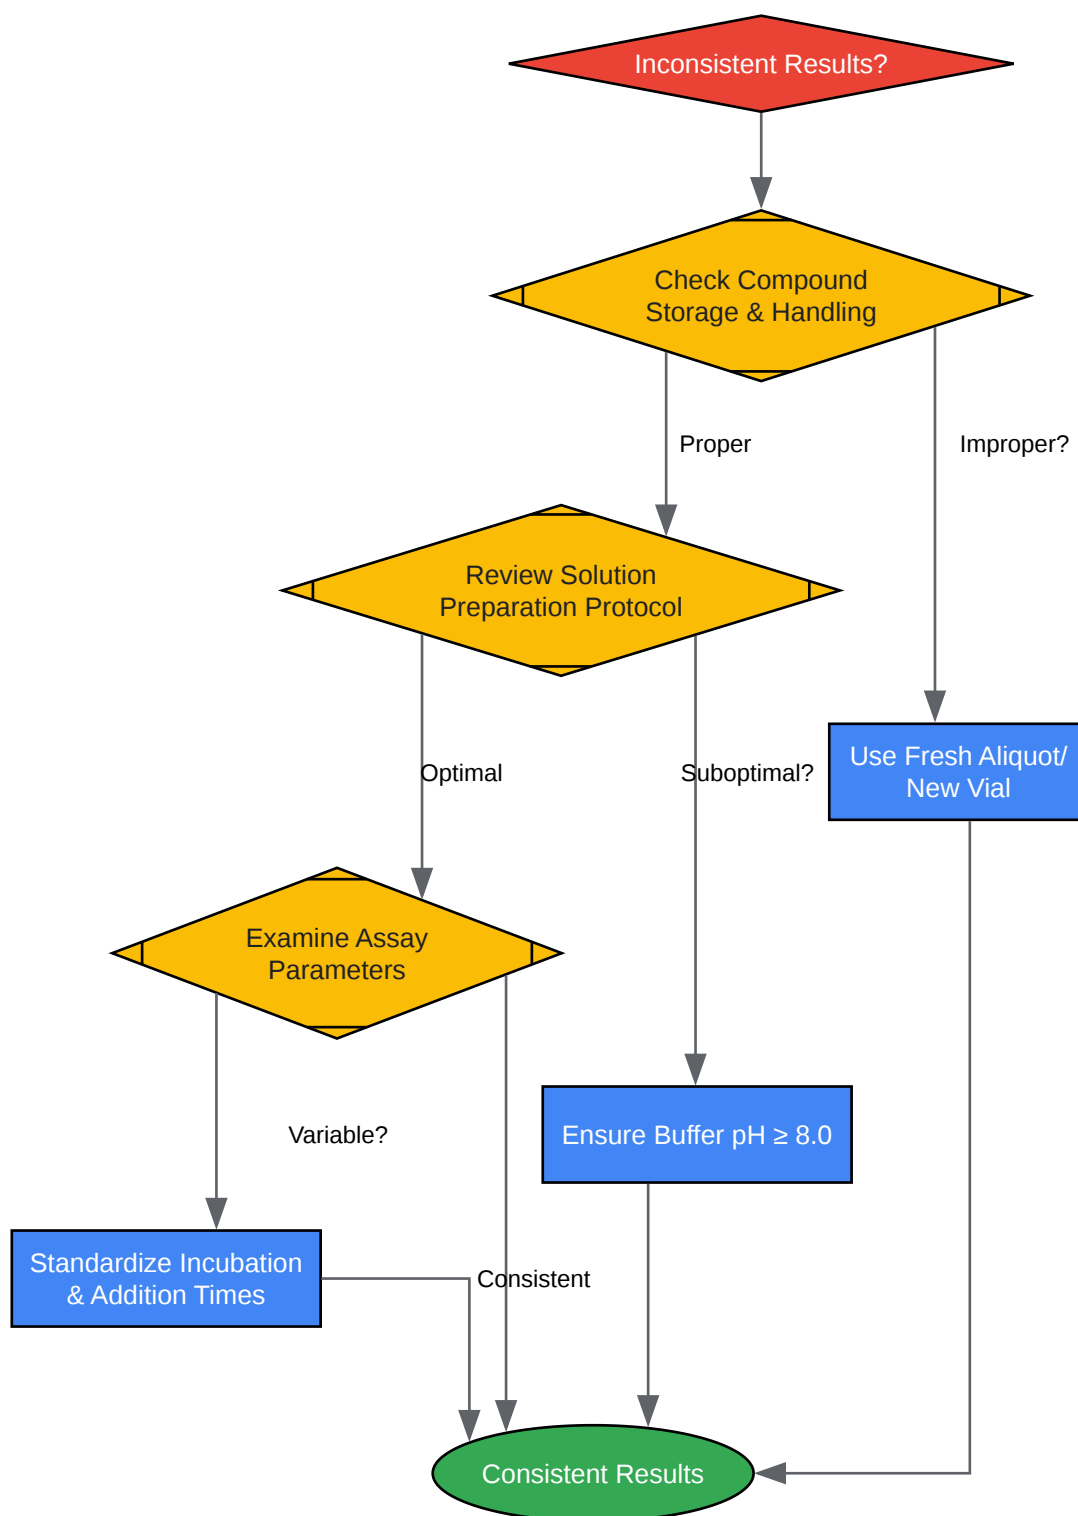 Inconsistent Results?
Check Compound
Storage & Handling
Proper
Improper?
Review Solution
Preparation Protocol
Use Fresh Aliquot/
New Vial
Optimal
Suboptimal?
Examine Assay
Parameters
Variable?
Ensure Buffer pH ≥ 8.0
Standardize Incubation
& Addition Times
Consistent
Consistent Results